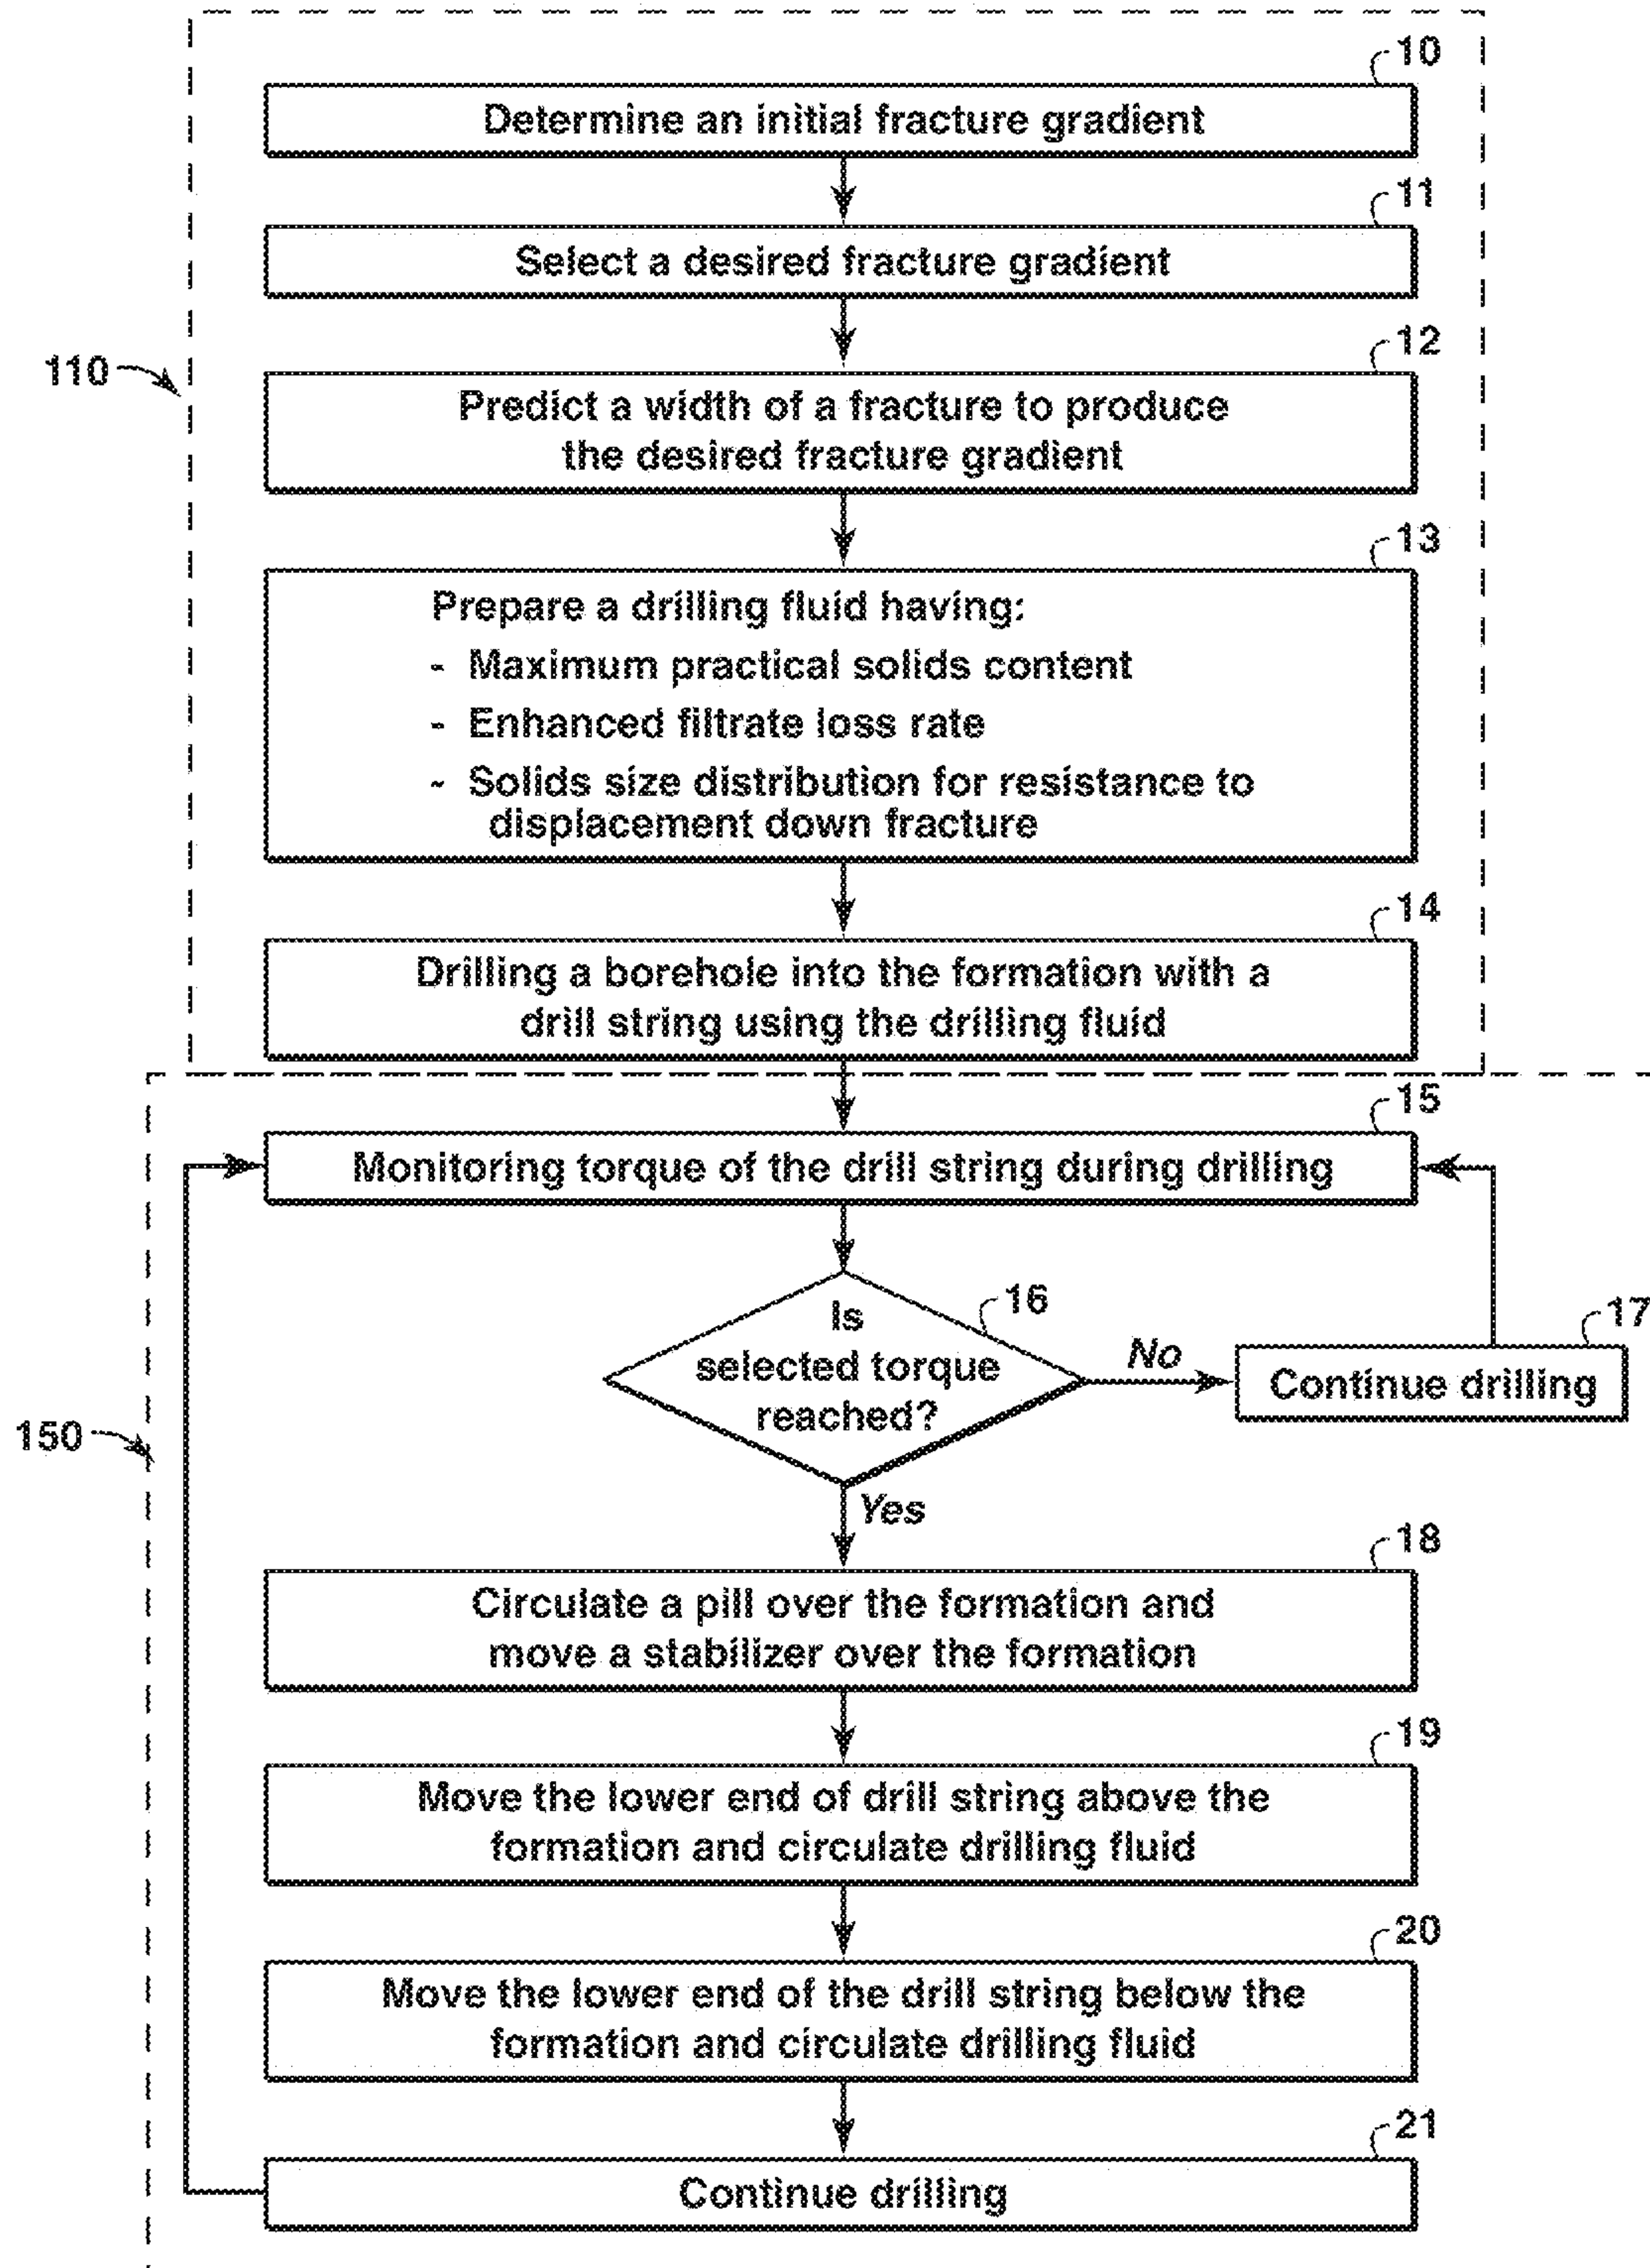 10
Determine an initial fracture gradient
11
Select a desired fracture gradient
110
12
Predict a width of a fracture to produce
the desired fracture gradient
13
Prepare a drilling fluid having:
- Maximum practical solids content
- Enhanced filtrate loss rate
- Solids size distribution for resistance to
displacement down fracture
14
Drilling a borehole into the formation with a
drill string using the drilling fluid
15
Monitoring torque of the drill string during drilling
16
Is
selected torque
reached?
No
17
Continue drilling
150
Yes
18
Circulate a pill over the formation and
move a stabilizer over the formation
19
Move the lower end of drill string above the
formation and circulate drilling fluid
20
Move the lower end of the drill string below the
formation and circulate drilling fluid
21
Continue drilling